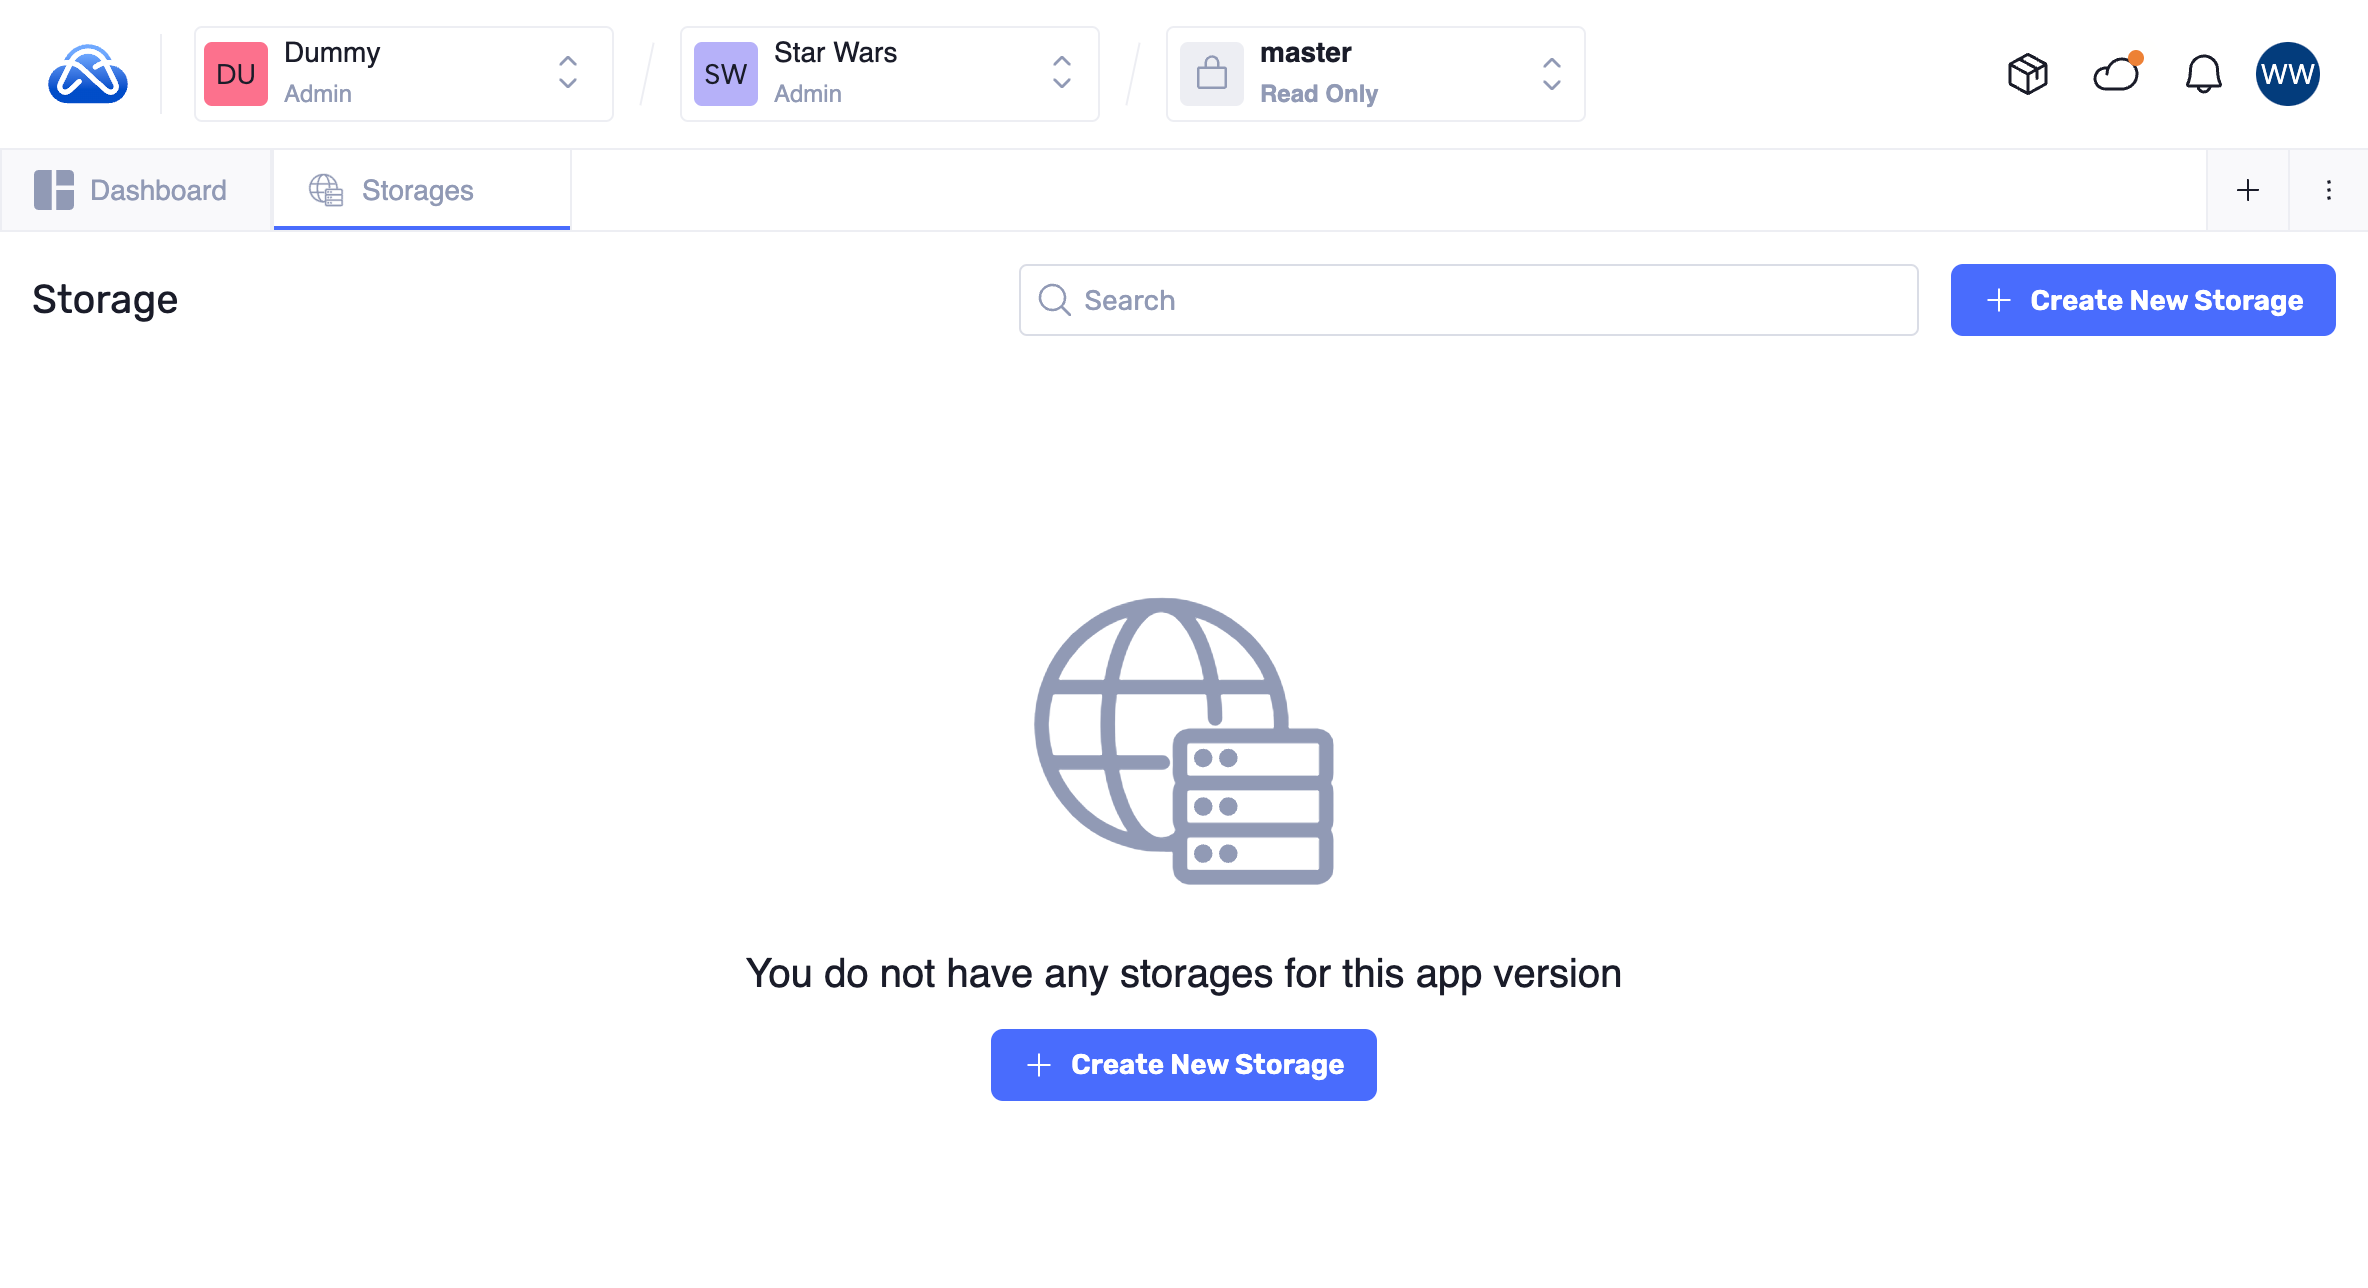 DU
Dummy
Admin
SW
Star Wars
Admin
master
Read Only
WW
Dashboard
Storages
Storage
Search
Create New Storage
You do not have any storages for this app version
Create New Storage